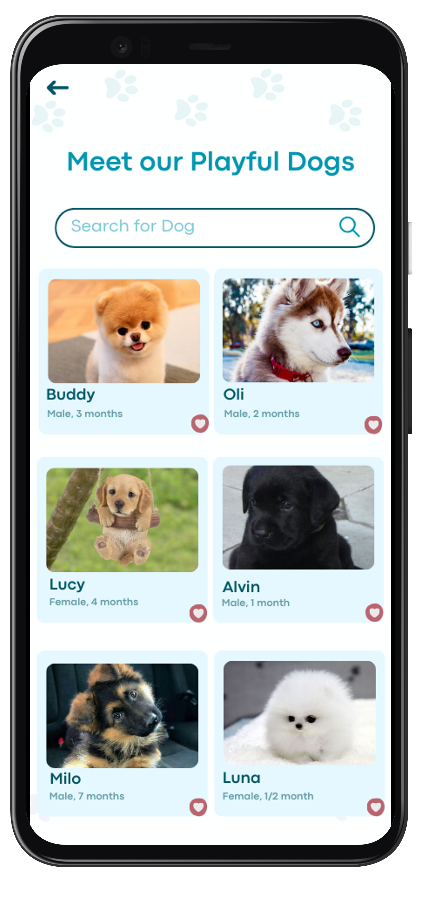 Meet our Playful Dogs
Search for Dog
Buddy
Male, 3 months
Oli
Male, 2 months
Lucy
Female, 4 months
Alvin
Male, 1 month
Milo
Male, 7 months
Luna
Female, 1/2 month